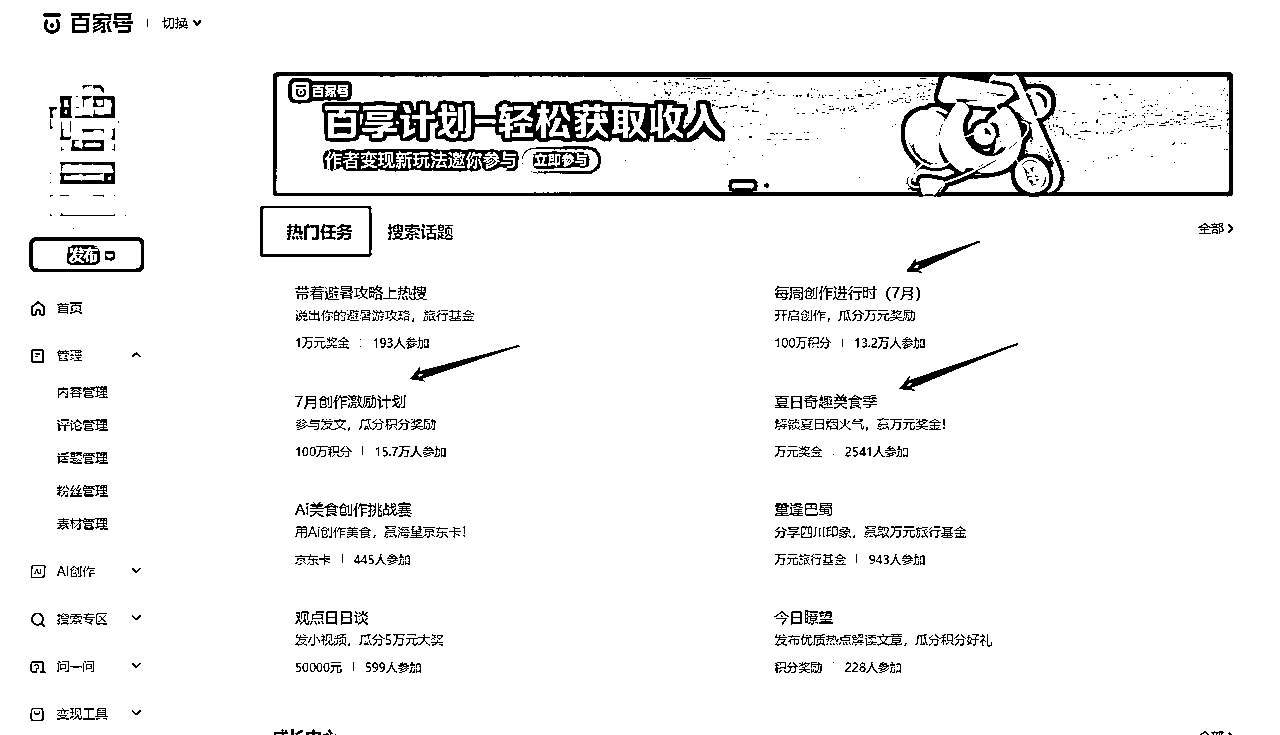 百家号 | 切换
百家号
百享计划-轻松获取收入
作者变现新玩法邀你参与 立即参与
发布
首页
管理
内容管理
评论管理
话题管理
粉丝管理
素材管理
AI创作
搜索专区
问一问
变现工具
热门任务 搜索话题 全部
带着避暑攻略上热搜
说出你的避暑游攻略，旅行基金
1万元奖金 | 193人参加
每周创作进行时（7月）
开启创作，瓜分万元奖励
100万积分 | 13.2万人参加
7月创作激励计划
参与发文，瓜分积分奖励
100万积分 | 15.7万人参加
夏日奇趣美食季
解锁夏日烟火气，赢万元奖金！
万元奖金 | 2541人参加
Ai美食创作挑战赛
用Ai创作美食，赢海量京东卡！
京东卡 | 445人参加
重逢巴蜀
分享四川印象，赢取万元旅行基金
万元旅行基金 | 943人参加
观点日日谈
发小视频，瓜分5万元大奖
50000元 | 599人参加
今日瞭望
发布优质热点解读文章，瓜分积分好礼
积分奖励 | 228人参加
成长中心 全部